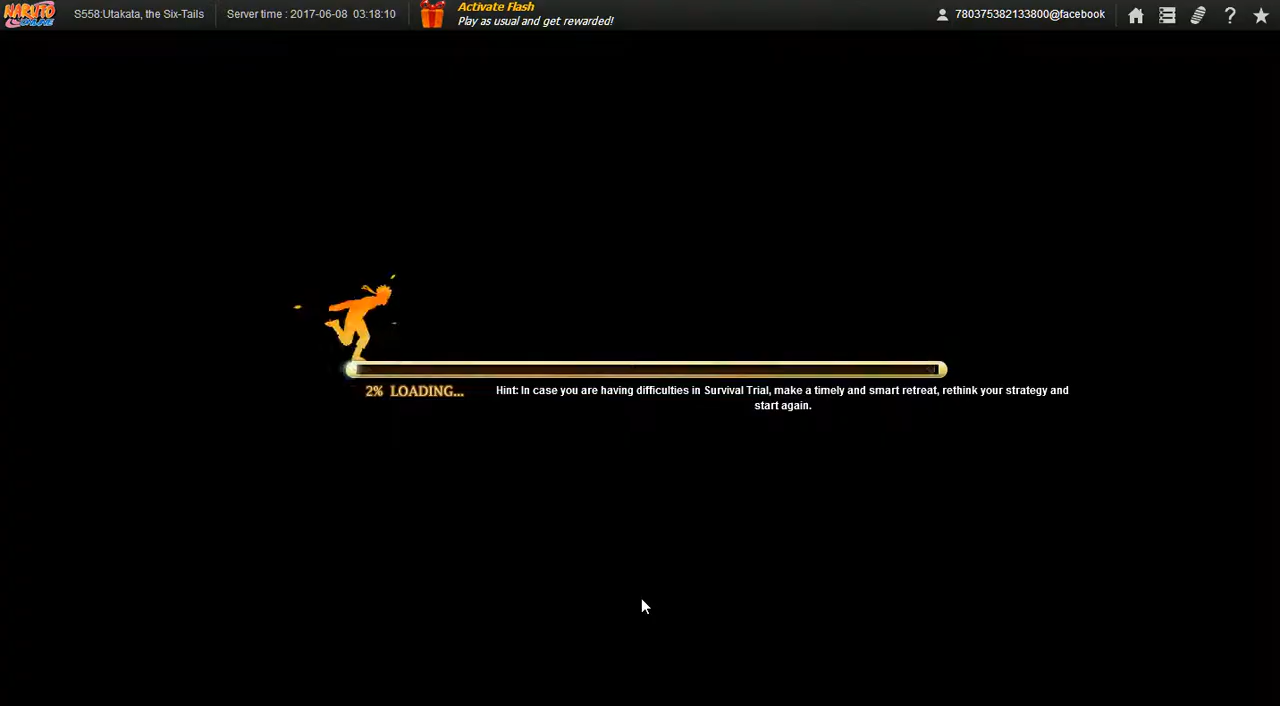 NARUTO
ONLINE
S558:Utakata, the Six-Tails
Server time : 2017-06-08 03:18:10
Activate Flash
Play as usual and get rewarded!
780375382133800@facebook
?
2% LOADING...
Hint: In case you are having difficulties in Survival Trial, make a timely and smart retreat, rethink your strategy and
start again.